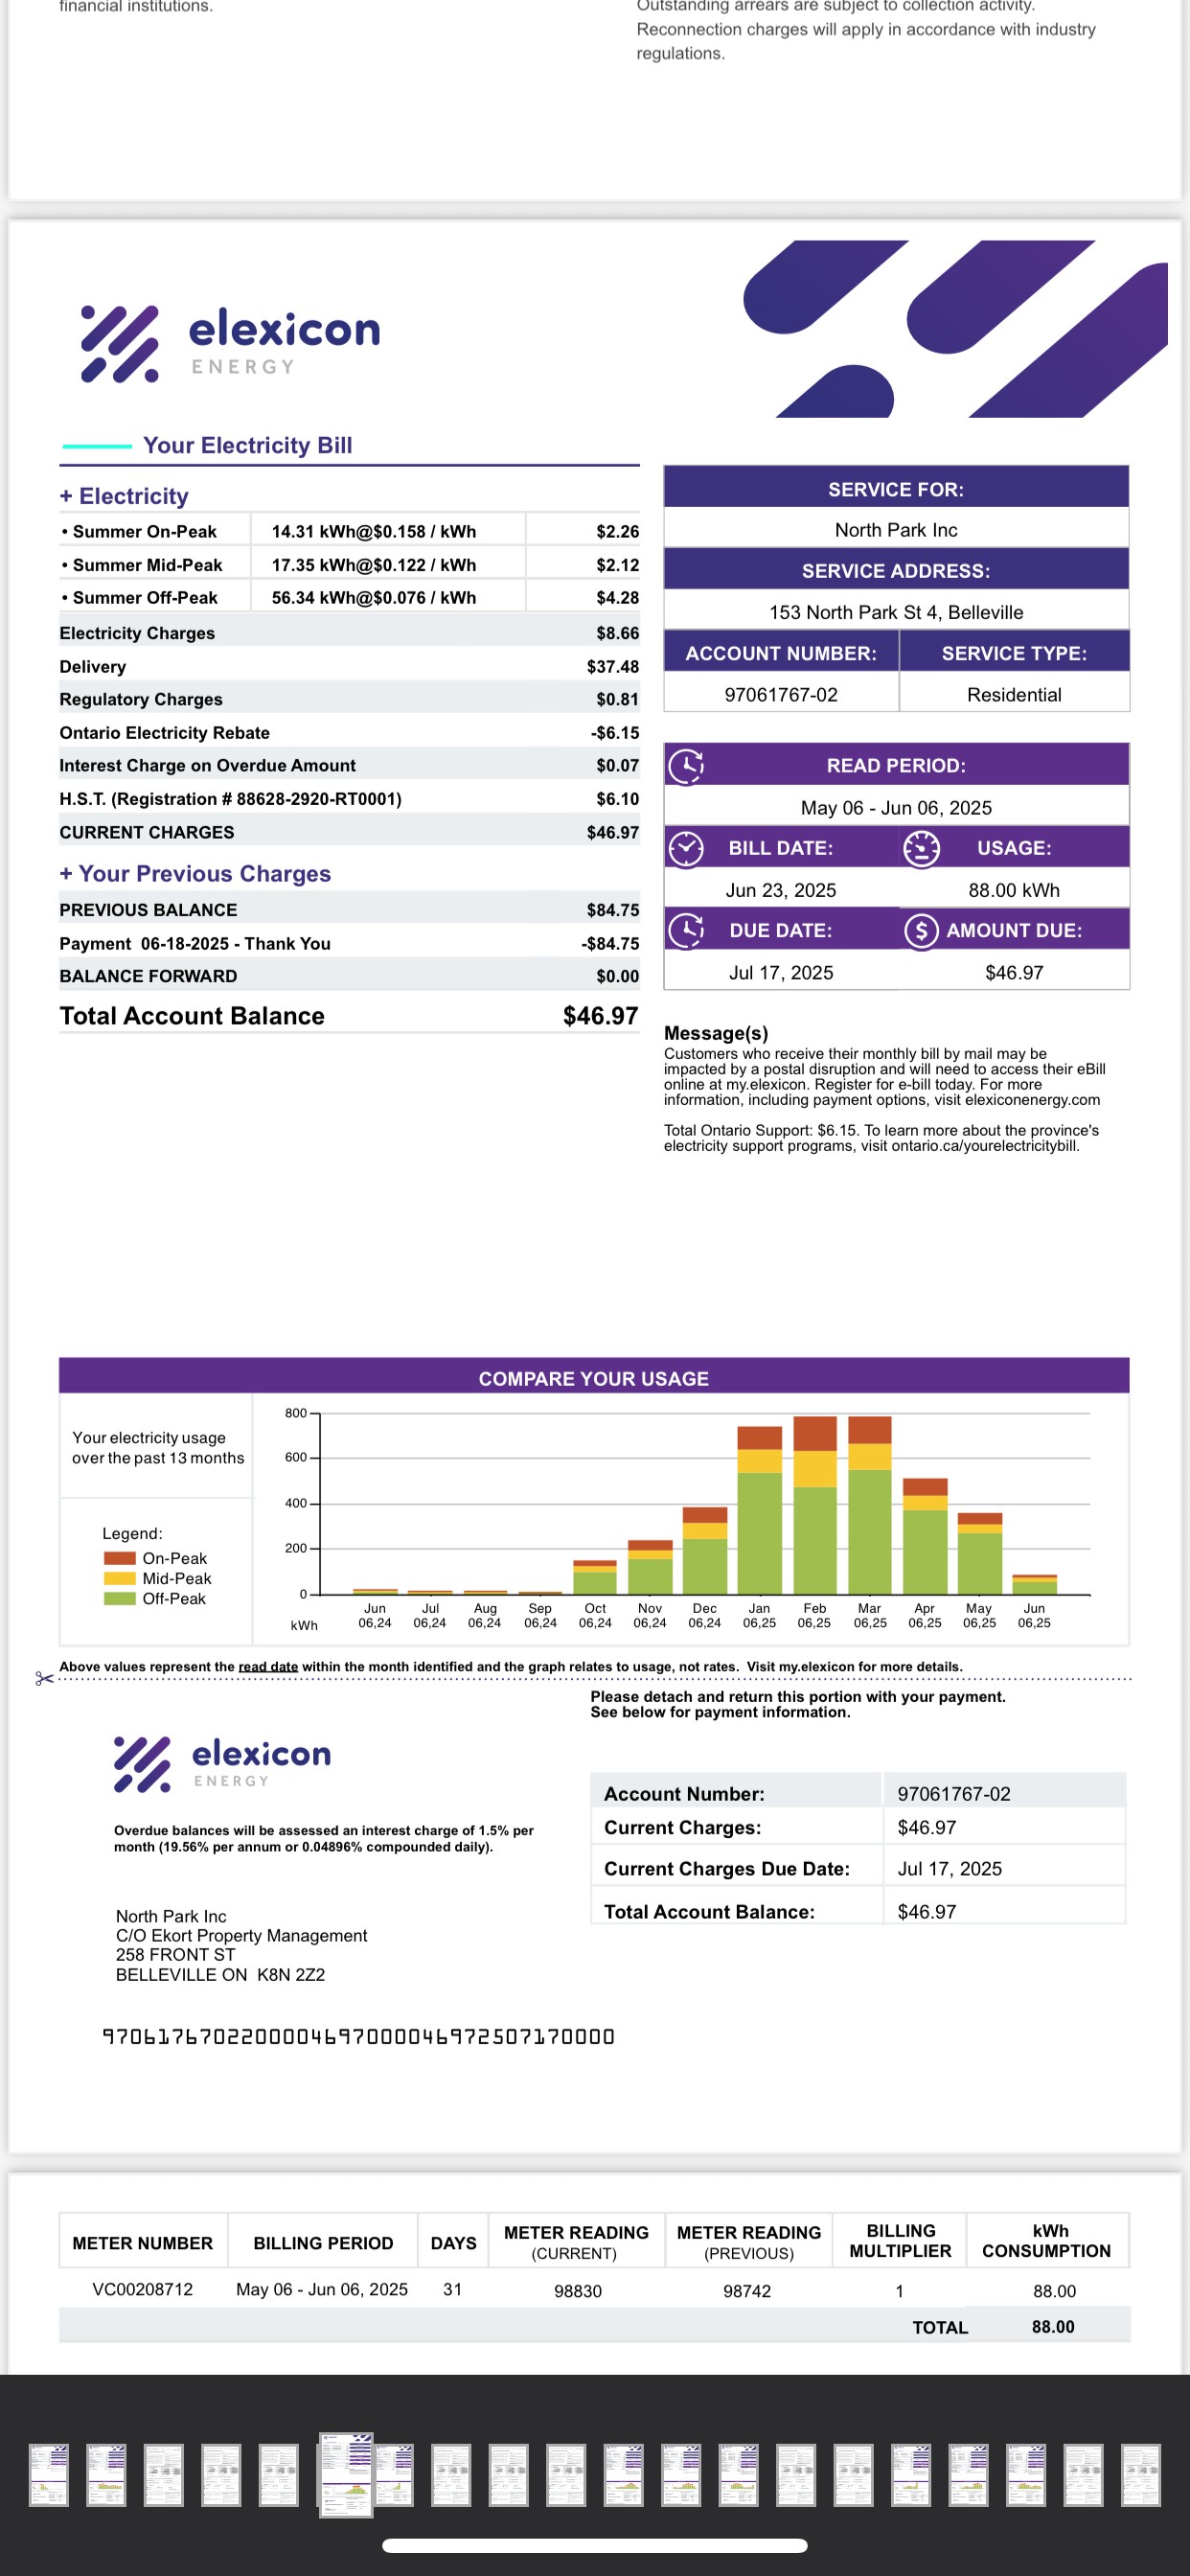 financial institutions.
Outstanding arrears are subject to collection activity.
Reconnection charges will apply in accordance with industry
regulations.
elexicon
ENERGY
Your Electricity Bill
+ Electricity
• Summer On-Peak 14.31 kWh@$0.158 / kWh $2.26
• Summer Mid-Peak 17.35 kWh@$0.122 / kWh $2.12
• Summer Off-Peak 56.34 kWh@$0.076 / kWh $4.28
Electricity Charges $8.66
Delivery $37.48
Regulatory Charges $0.81
Ontario Electricity Rebate -$6.15
Interest Charge on Overdue Amount $0.07
H.S.T. (Registration # 88628-2920-RT0001) $6.10
CURRENT CHARGES $46.97
+ Your Previous Charges
PREVIOUS BALANCE $84.75
Payment 06-18-2025 - Thank You -$84.75
BALANCE FORWARD $0.00
Total Account Balance $46.97
SERVICE FOR:
North Park Inc
SERVICE ADDRESS:
153 North Park St 4, Belleville
ACCOUNT NUMBER: SERVICE TYPE:
97061767-02 Residential
READ PERIOD:
May 06 - Jun 06, 2025
BILL DATE: USAGE:
Jun 23, 2025 88.00 kWh
DUE DATE: $ AMOUNT DUE:
Jul 17, 2025 $46.97
Message(s)
Customers who receive their monthly bill by mail may be
impacted by a postal disruption and will need to access their eBill
online at my.elexicon. Register for e-bill today. For more
information, including payment options, visit elexiconenergy.com
Total Ontario Support: $6.15. To learn more about the province's
electricity support programs, visit ontario.ca/yourelectricitybill.
COMPARE YOUR USAGE
Your electricity usage
over the past 13 months
Legend:
On-Peak
Mid-Peak
Off-Peak
800
600
400
200
0
kWh
Jun Jul Aug Sep Oct Nov Dec Jan Feb Mar Apr May Jun
06,24 06,24 06,24 06,24 06,24 06,24 06,24 06,25 06,25 06,25 06,25 06,25 06,25
Above values represent the read date within the month identified and the graph relates to usage, not rates. Visit my.elexicon for more details.
Please detach and return this portion with your payment.
See below for payment information.
elexicon
ENERGY
Overdue balances will be assessed an interest charge of 1.5% per
month (19.56% per annum or 0.04896% compounded daily).
Account Number: 97061767-02
Current Charges: $46.97
Current Charges Due Date: Jul 17, 2025
Total Account Balance: $46.97
North Park Inc
C/O Ekort Property Management
258 FRONT ST
BELLEVILLE ON K8N 2Z2
9706176702200004697000046972507170000
METER NUMBER BILLING PERIOD DAYS METER READING (CURRENT) METER READING (PREVIOUS) BILLING MULTIPLIER kWh CONSUMPTION
VC00208712 May 06 - Jun 06, 2025 31 98830 98742 1 88.00
TOTAL 88.00